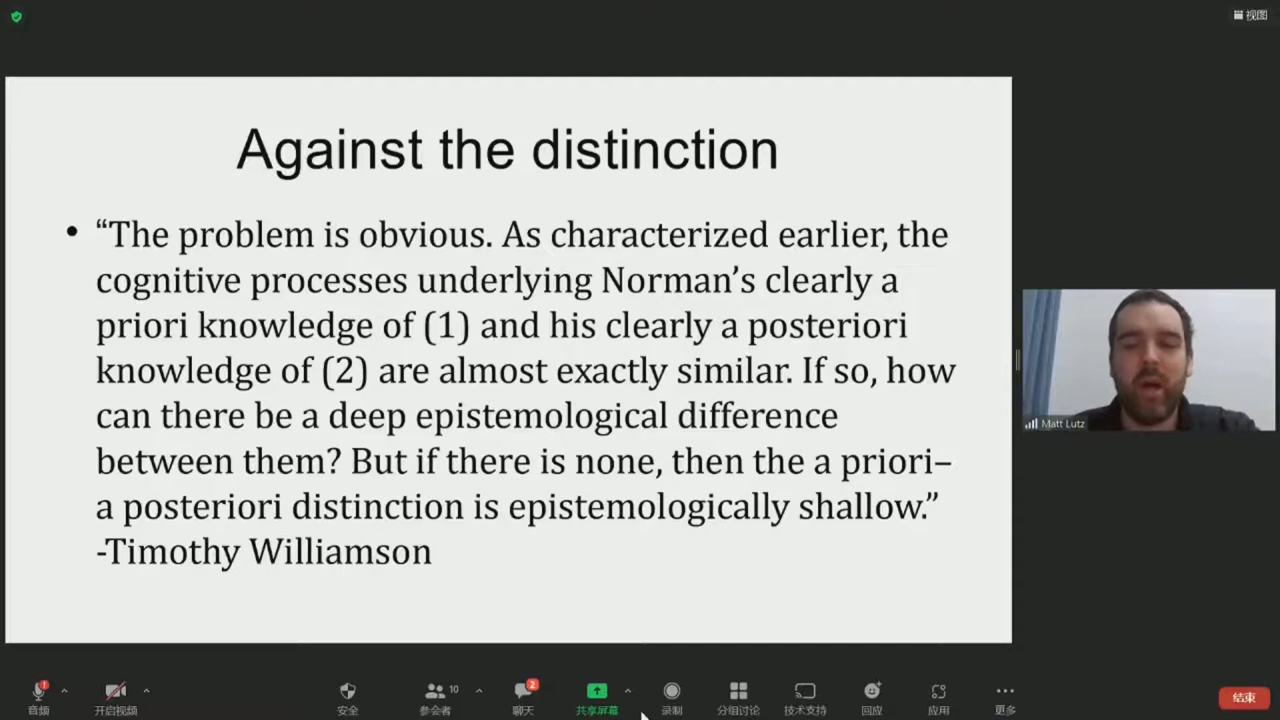 视图
Against the distinction
• “The problem is obvious. As characterized earlier, the
cognitive processes underlying Norman’s clearly a
priori knowledge of (1) and his clearly a posteriori
knowledge of (2) are almost exactly similar. If so, how
can there be a deep epistemological difference
between them? But if there is none, then the a priori–
a posteriori distinction is epistemologically shallow.”
-Timothy Williamson
Matt Lutz
10
2
音频
开启视频
安全
参会者
聊天
共享屏幕
录制
分组讨论
技术支持
回应
应用
更多
结束